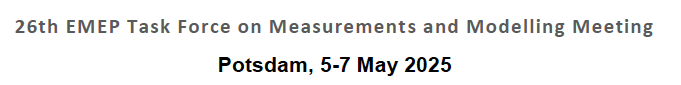 26th EMEP Task Force on Measurements and Modelling Meeting
Potsdam, 5-7 May 2025